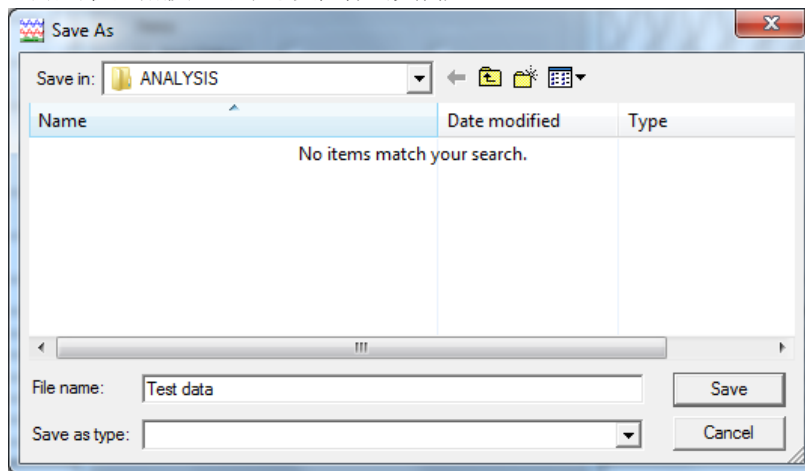 Save As
Save in: ANALYSIS
Name Date modified Type
No items match your search.
File name: Test data Save
Save as type: Cancel